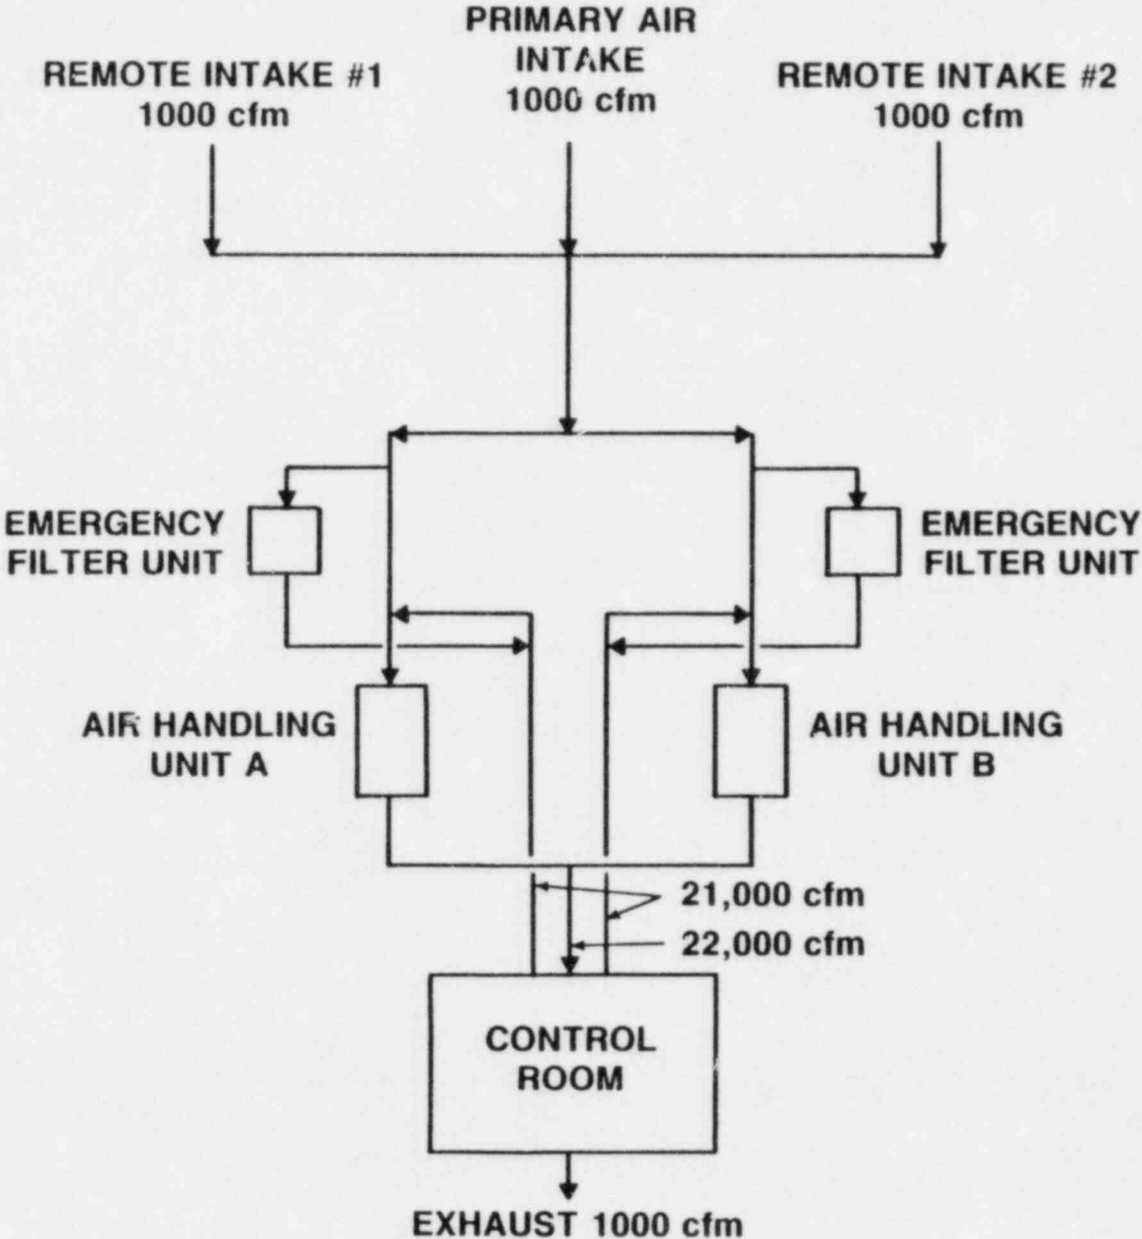 PRIMARY AIR
INTAKE
1000 cfm
REMOTE INTAKE #1
1000 cfm
REMOTE INTAKE #2
1000 cfm
EMERGENCY
FILTER UNIT
EMERGENCY
FILTER UNIT
AIR HANDLING
UNIT A
AIR HANDLING
UNIT B
21,000 cfm
22,000 cfm
CONTROL
ROOM
EXHAUST 1000 cfm